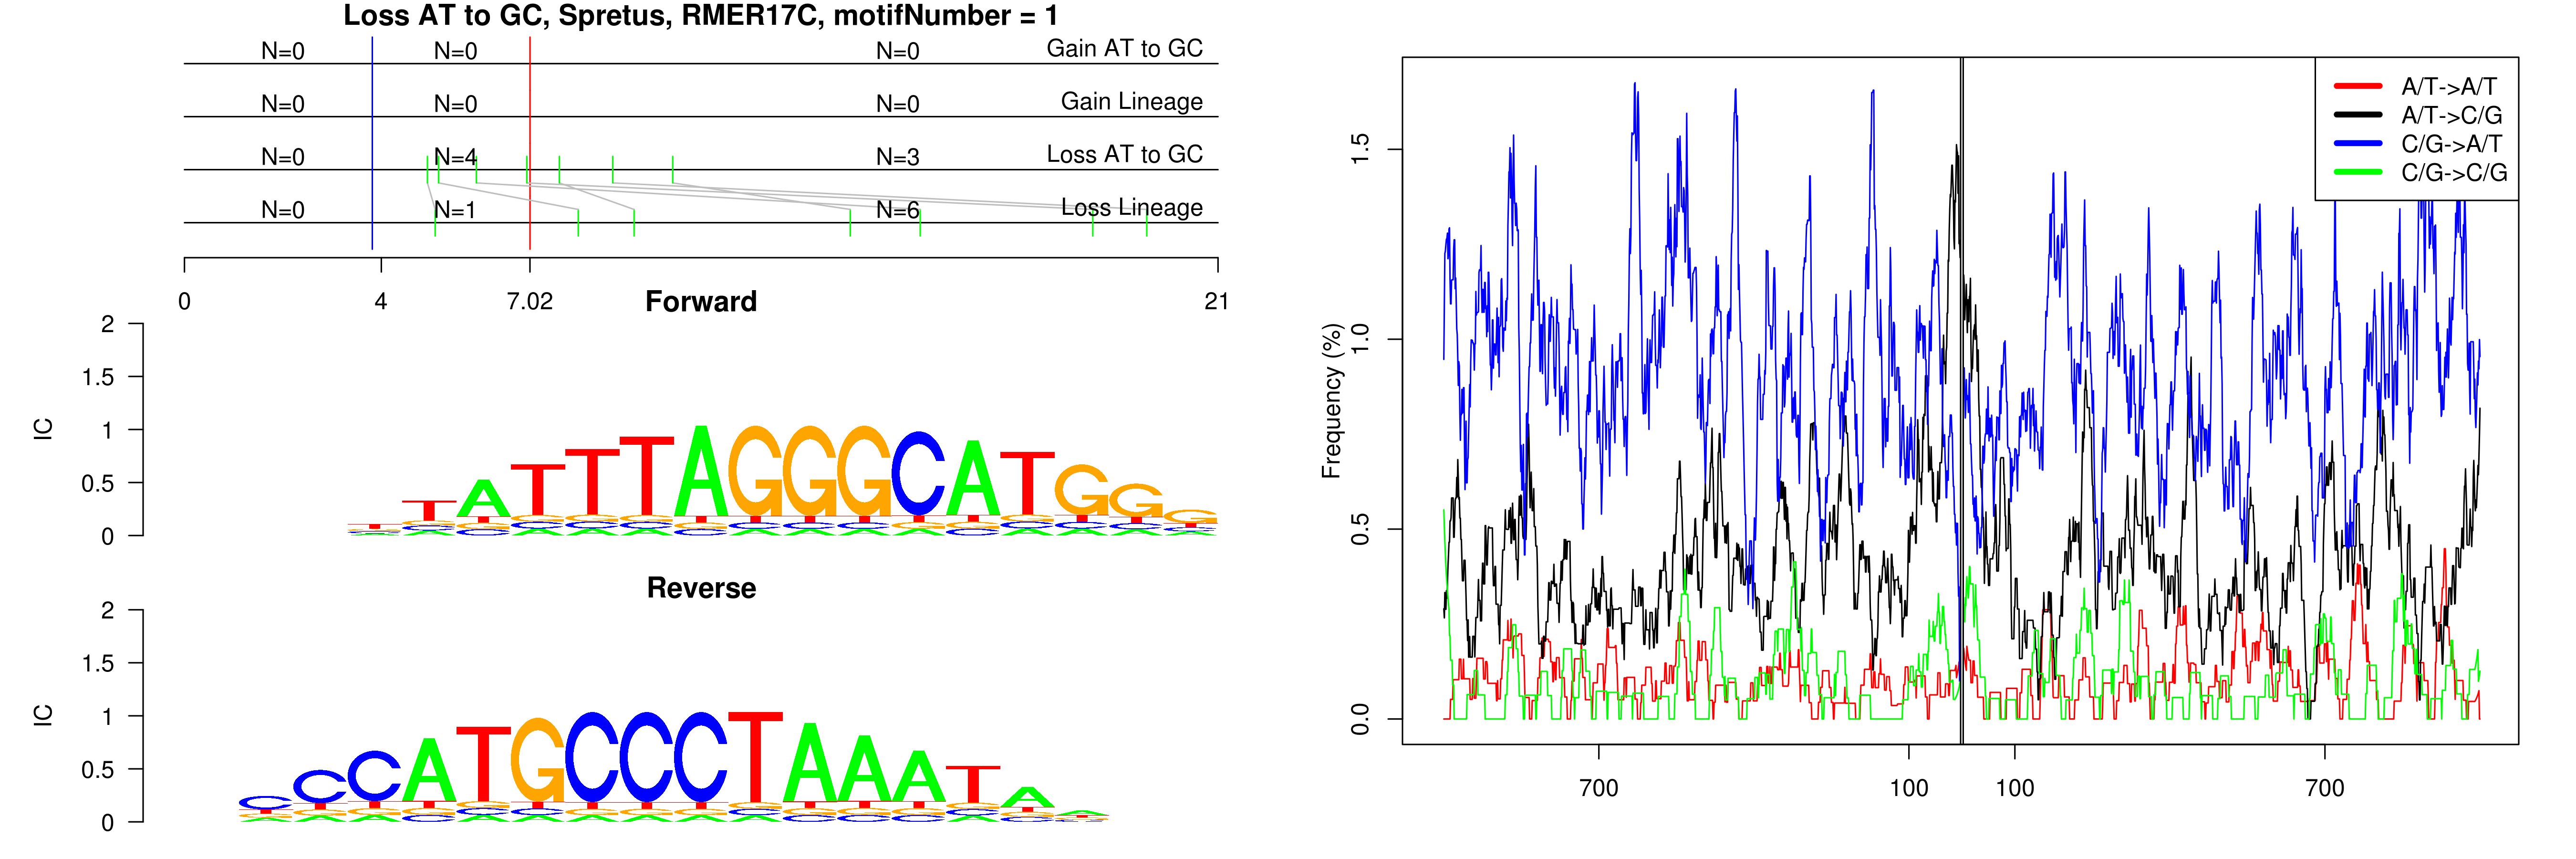 Loss AT to GC, Spretus, RMER17C, motifNumber = 1
N=0 N=0 N=0 Gain AT to GC
N=0 N=0 N=0 Gain Lineage
N=0 N=4 N=3 Loss AT to GC
N=0 N=1 N=6 Loss Lineage
0 4 7.02 21
Forward
IC
2
1.5
1
0.5
0
TATTTAGGGCATGGG
Reverse
IC
2
1.5
1
0.5
0
CCCATGCCCTAAATAA
Frequency (%)
1.5
1.0
0.5
0.0
A/T->A/T
A/T->C/G
C/G->A/T
C/G->C/G
700 100 100 700